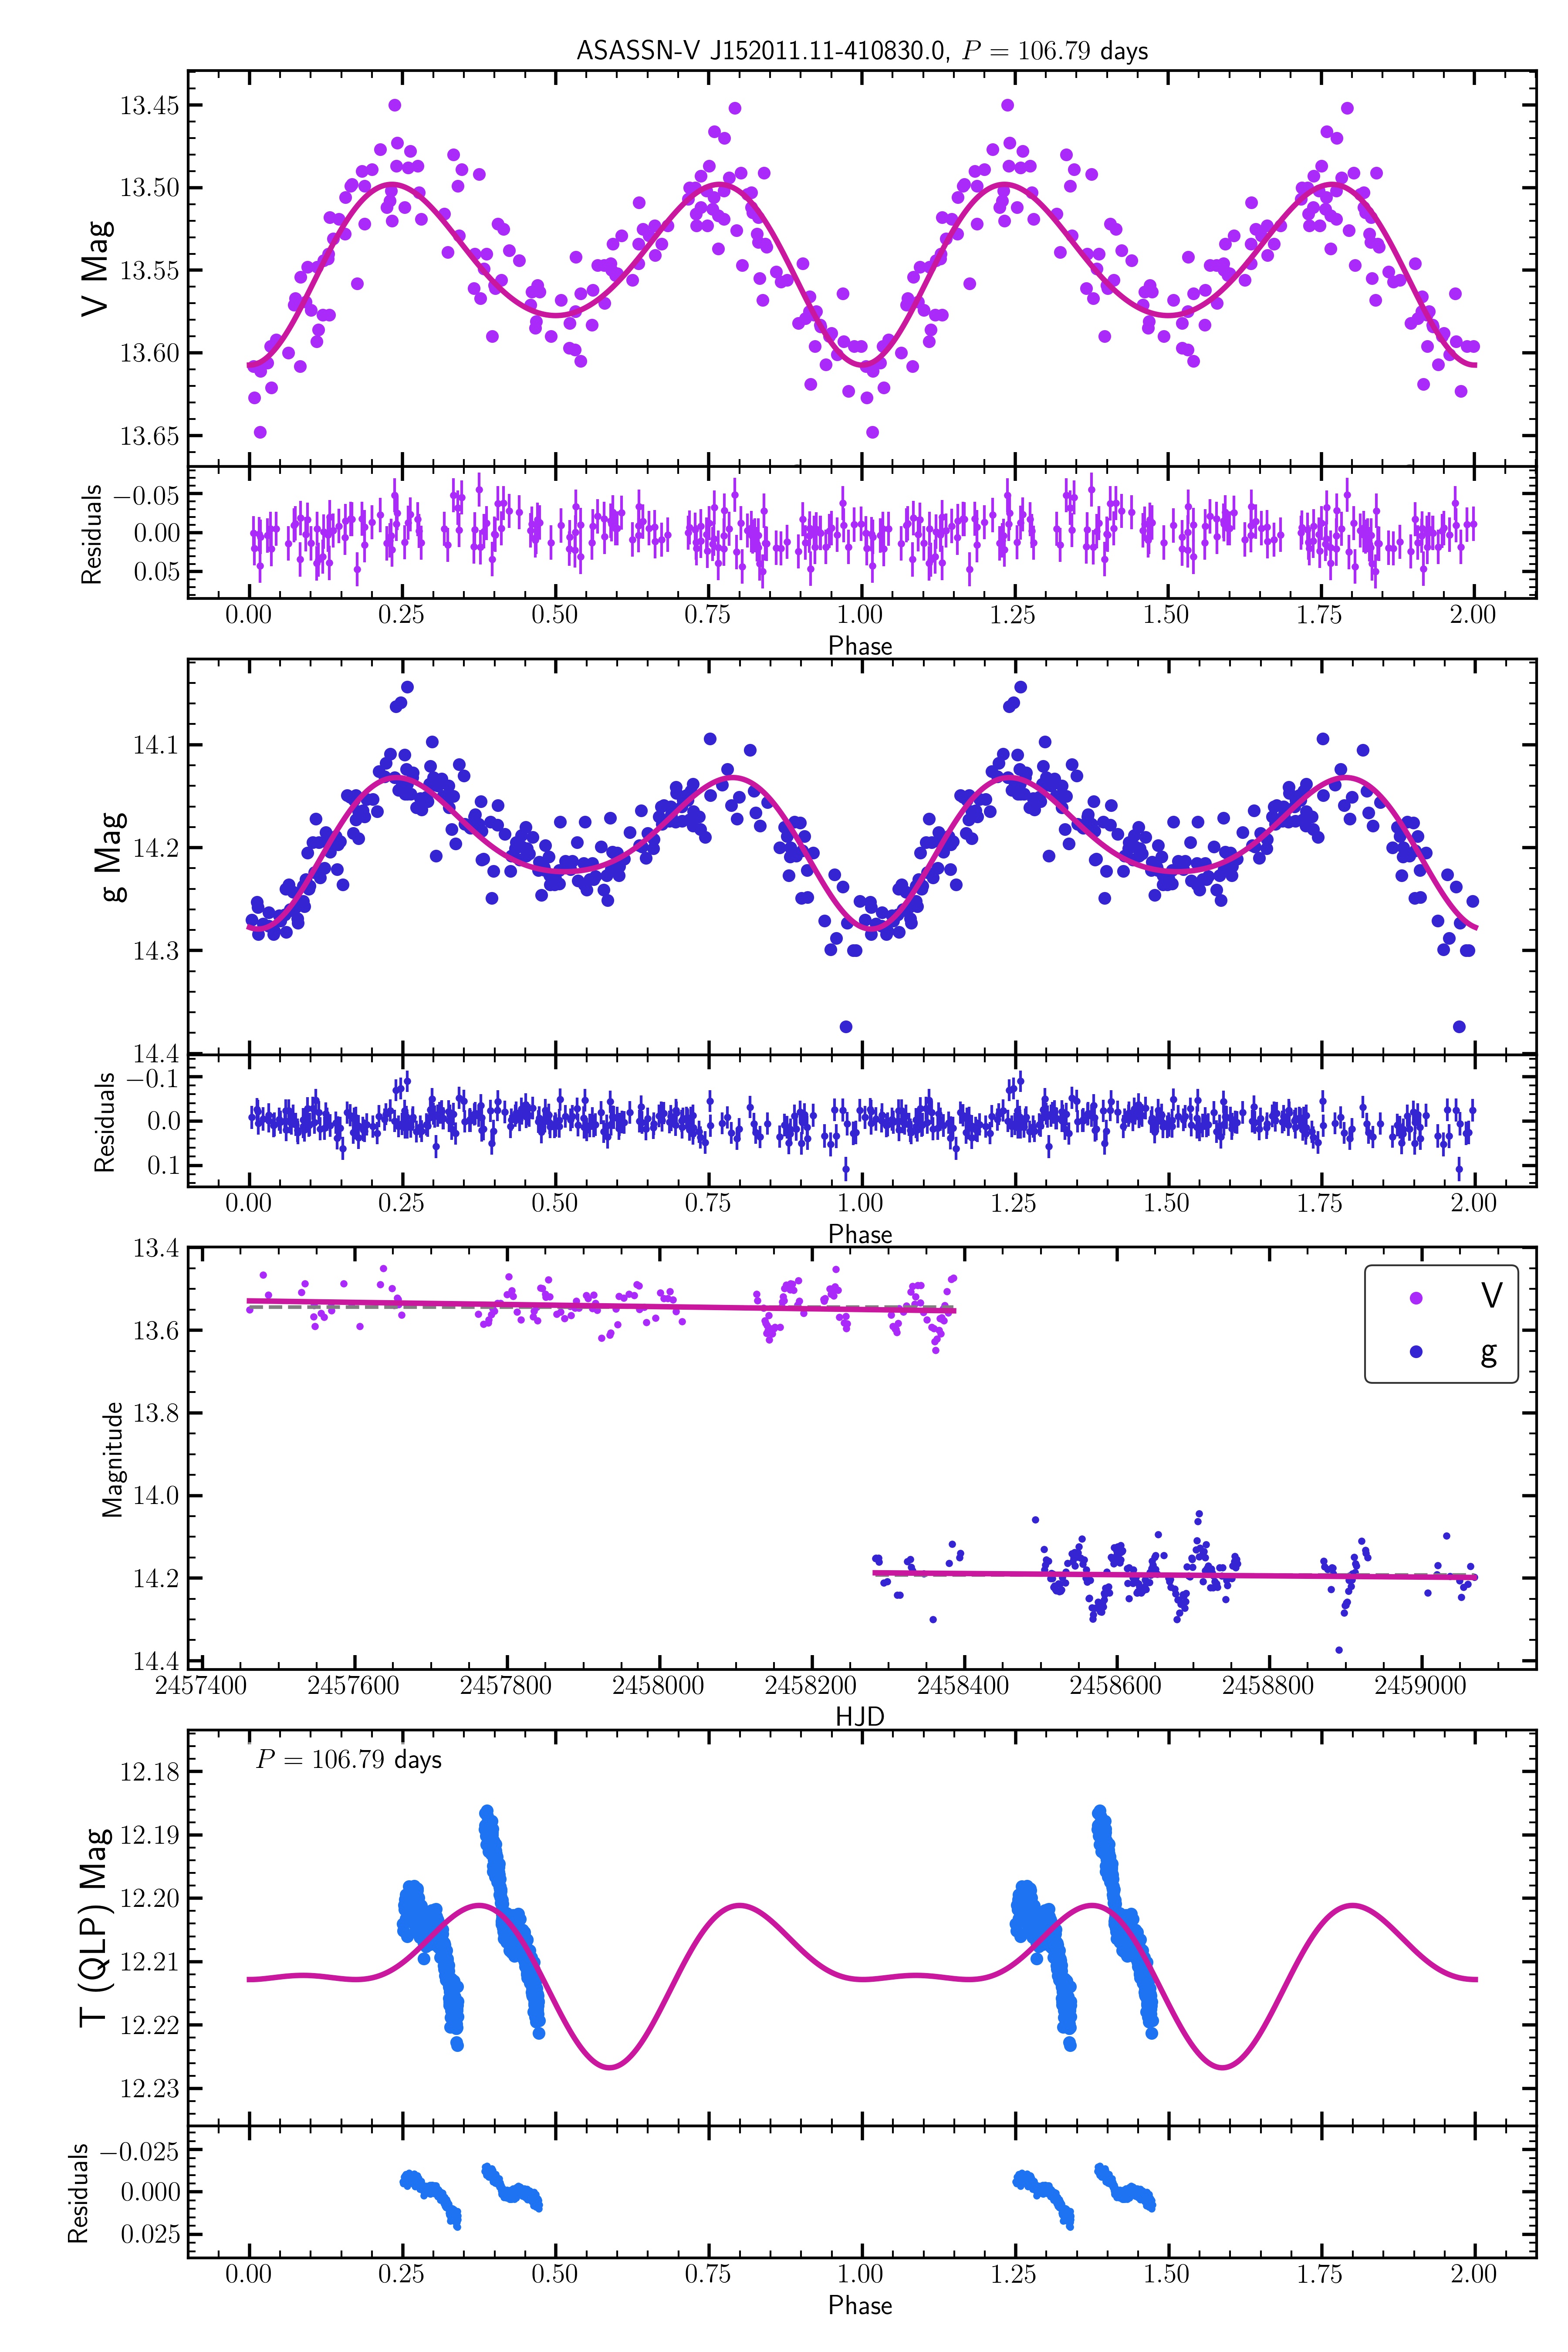 ASASSN-V J152011.11-410830.0, P = 106.79 days
13.45
13.50
13.55
13.60
13.65
V Mag
−0.05
0.00
0.05
Residuals
0.00 0.25 0.50 0.75 1.00 1.25 1.50 1.75 2.00
Phase
14.1
14.2
14.3
14.4
g Mag
−0.1
0.0
0.1
Residuals
0.00 0.25 0.50 0.75 1.00 1.25 1.50 1.75 2.00
Phase
13.4
13.6
13.8
14.0
14.2
14.4
Magnitude
V
g
2457400 2457600 2457800 2458000 2458200 2458400 2458600 2458800 2459000
HJD
P = 106.79 days
12.18
12.19
12.20
12.21
12.22
12.23
T (QLP) Mag
−0.025
0.000
0.025
Residuals
0.00 0.25 0.50 0.75 1.00 1.25 1.50 1.75 2.00
Phase